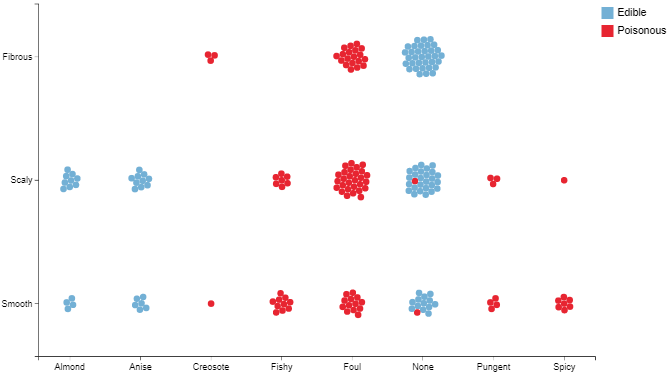 Edible
Poisonous
Fibrous
Scaly
Smooth
Almond Anise Creosote Fishy Foul None Pungent Spicy